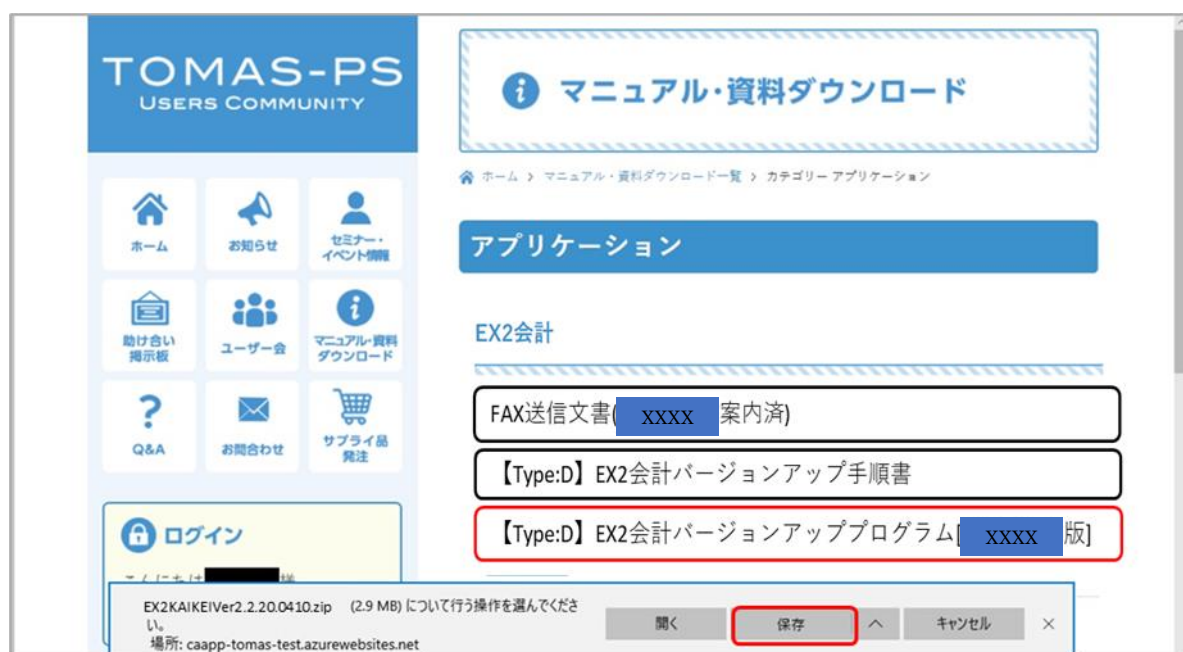 TOMAS-PS
USERS COMMUNITY
ホーム
お知らせ
セミナー・
イベント情報
助け合い
掲示板
ユーザー会
マニュアル・資料
ダウンロード
Q&A
お問合わせ
サプライ品
発注
ログイン
こんにちは 様
マニュアル・資料ダウンロード
ホーム > マニュアル・資料ダウンロード一覧 > カテゴリー アプリケーション
アプリケーション
EX2会計
FAX送信文書( XXXX 案内済)
【Type:D】EX2会計バージョンアップ手順書
【Type:D】EX2会計バージョンアッププログラム[ XXXX 版]
EX2KAIKEIVer2.2.20.0410.zip (2.9 MB) について行う操作を選んでくださ
い。
場所: caapp-tomas-test.azurewebsites.net
開く
保存
キャンセル